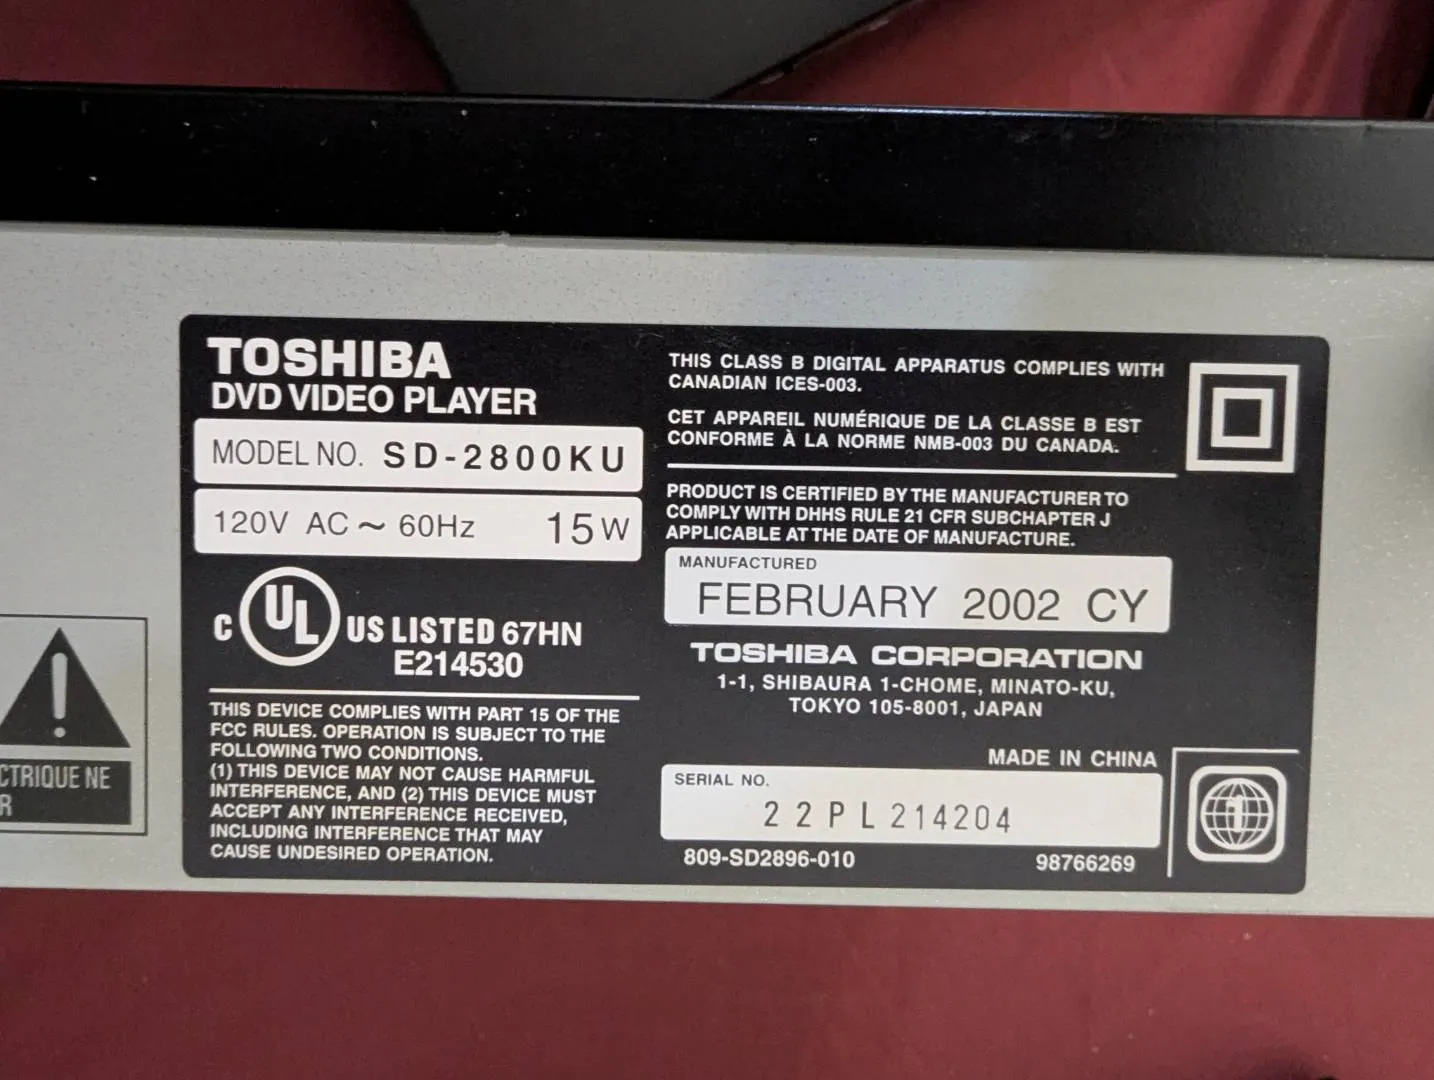 TOSHIBA
DVD VIDEO PLAYER
MODEL NO. SD-2800KU
120V AC ~ 60Hz 15W
C UL US LISTED 67HN
E214530
THIS DEVICE COMPLIES WITH PART 15 OF THE
FCC RULES. OPERATION IS SUBJECT TO THE
FOLLOWING TWO CONDITIONS.
(1) THIS DEVICE MAY NOT CAUSE HARMFUL
INTERFERENCE, AND (2) THIS DEVICE MUST
ACCEPT ANY INTERFERENCE RECEIVED,
INCLUDING INTERFERENCE THAT MAY
CAUSE UNDESIRED OPERATION.
THIS CLASS B DIGITAL APPARATUS COMPLIES WITH
CANADIAN ICES-003.
CET APPAREIL NUMÉRIQUE DE LA CLASSE B EST
CONFORME À LA NORME NMB-003 DU CANADA.
PRODUCT IS CERTIFIED BY THE MANUFACTURER TO
COMPLY WITH DHHS RULE 21 CFR SUBCHAPTER J
APPLICABLE AT THE DATE OF MANUFACTURE.
MANUFACTURED
FEBRUARY 2002 CY
TOSHIBA CORPORATION
1-1, SHIBAURA 1-CHOME, MINATO-KU,
TOKYO 105-8001, JAPAN
MADE IN CHINA
SERIAL NO.
22PL214204
809-SD2896-010 98766269
1
CTRIQUE NE
R